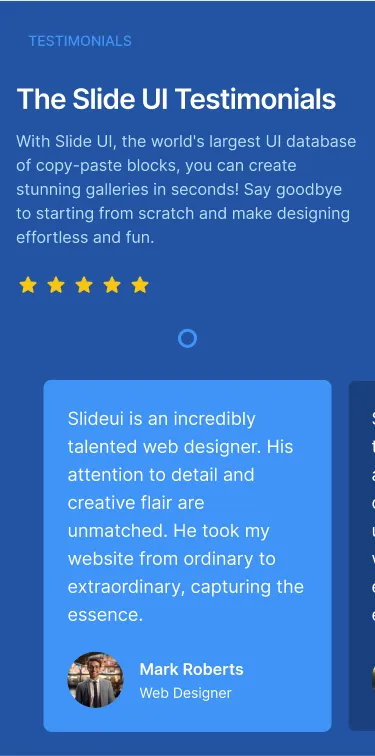 TESTIMONIALS
The Slide UI Testimonials
With Slide UI, the world's largest UI database
of copy-paste blocks, you can create
stunning galleries in seconds! Say goodbye
to starting from scratch and make designing
effortless and fun.
Slideui is an incredibly
talented web designer. His
attention to detail and
creative flair are
unmatched. He took my
website from ordinary to
extraordinary, capturing the
essence.
Mark Roberts
Web Designer